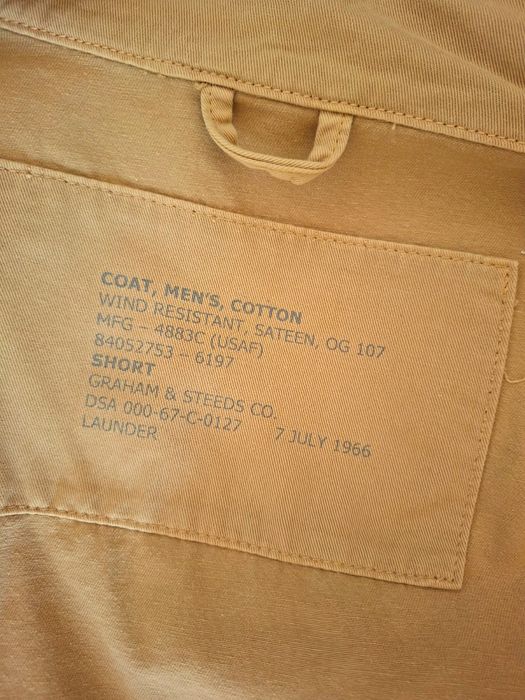 COAT, MEN'S, COTTON
WIND RESISTANT, SATEEN, OG 107
MFG – 4883C (USAF)
84052753 – 6197
SHORT
GRAHAM & STEEDS CO.
DSA 000-67-C-0127 7 JULY 1966
LAUNDER